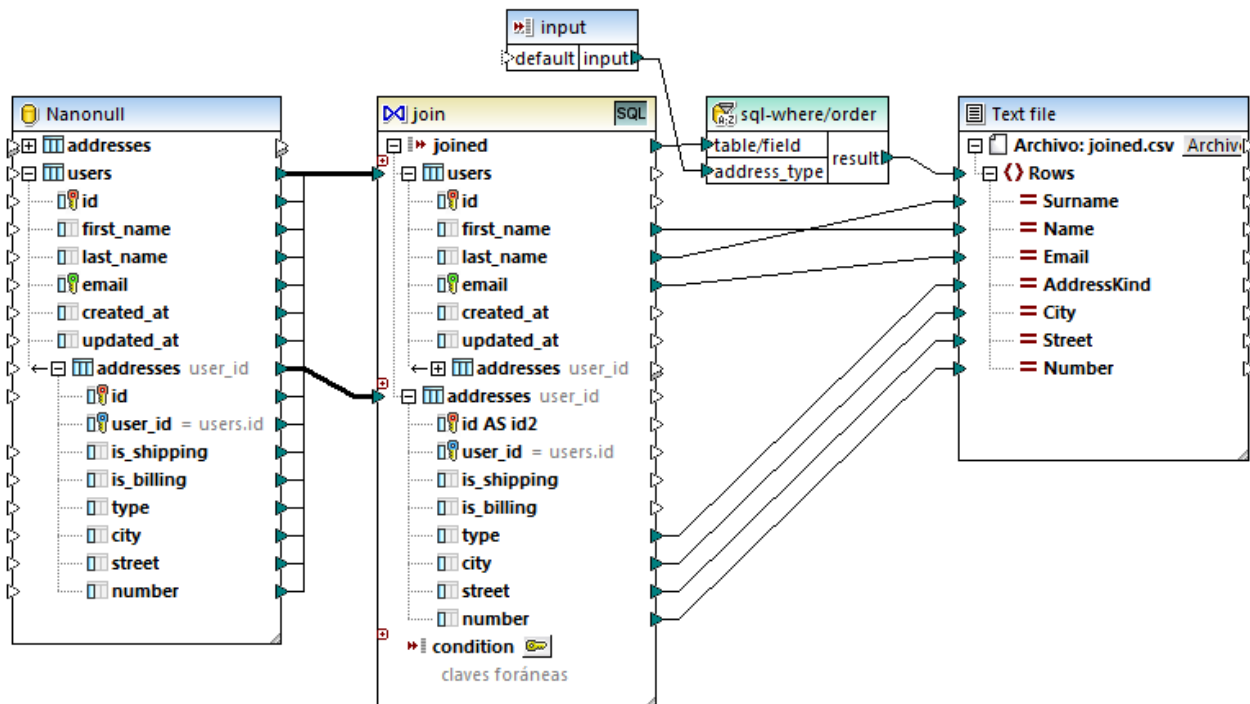 input
default input
Nanonull
addresses
users
id
first_name
last_name
email
created_at
updated_at
addresses user_id
id
user_id = users.id
is_shipping
is_billing
type
city
street
number
join SQL
joined
users
id
first_name
last_name
email
created_at
updated_at
addresses user_id
addresses user_id
id AS id2
user_id = users.id
is_shipping
is_billing
type
city
street
number
condition
claves foráneas
sql-where/order
table/field
result
address_type
Text file
Archivo: joined.csv Archiv
Rows
Surname
Name
Email
AddressKind
City
Street
Number